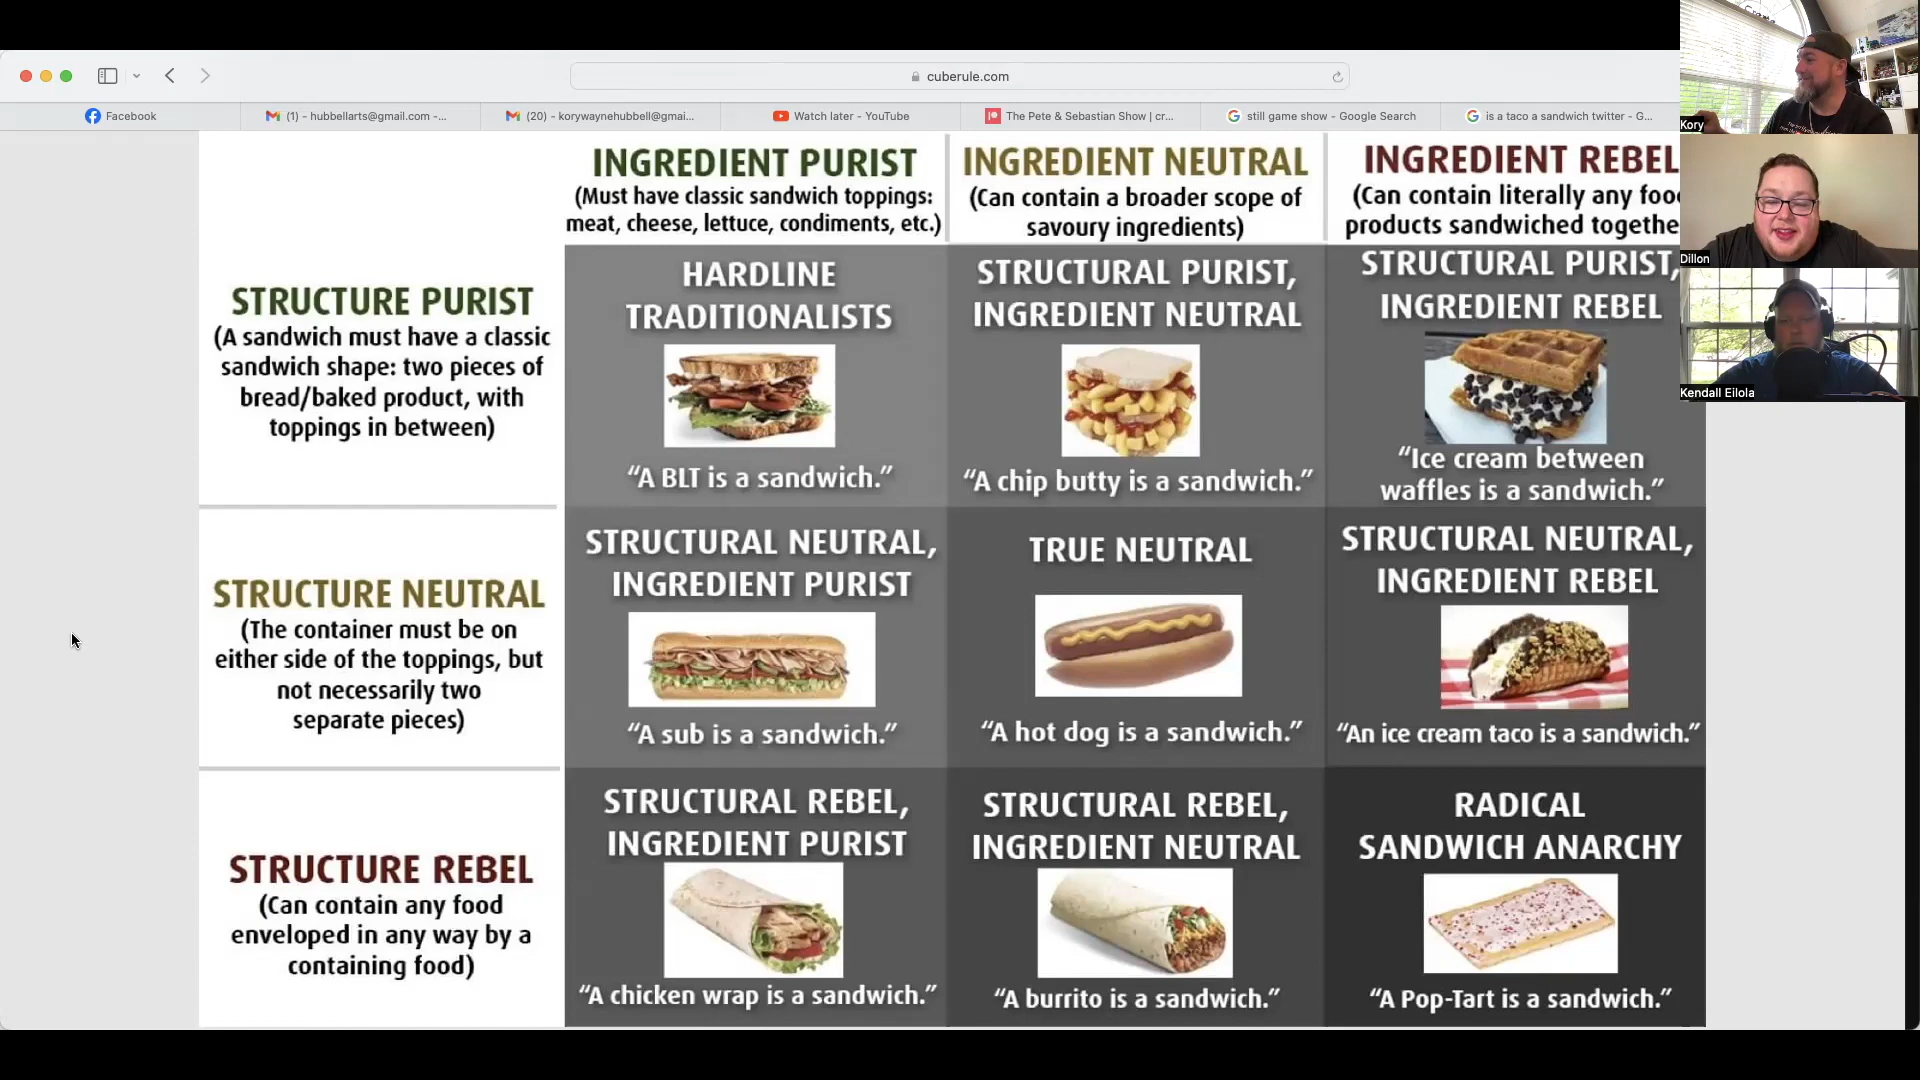 cuberule.com
Facebook
(1) - hubbellarts@gmail.com -...
(20) - korywaynehubbell@gmai...
Watch later - YouTube
The Pete & Sebastian Show | cr...
still game show - Google Search
is a taco a sandwich twitter - G...
Kory
Dillon
Kendall Eilola
INGREDIENT PURIST
(Must have classic sandwich toppings:
meat, cheese, lettuce, condiments, etc.)
INGREDIENT NEUTRAL
(Can contain a broader scope of
savoury ingredients)
INGREDIENT REBEL
(Can contain literally any foo
products sandwiched togethe
STRUCTURE PURIST
(A sandwich must have a classic
sandwich shape: two pieces of
bread/baked product, with
toppings in between)
HARDLINE
TRADITIONALISTS
“A BLT is a sandwich.”
STRUCTURAL PURIST,
INGREDIENT NEUTRAL
“A chip butty is a sandwich.”
STRUCTURAL PURIST,
INGREDIENT REBEL
“Ice cream between
waffles is a sandwich.”
STRUCTURE NEUTRAL
(The container must be on
either side of the toppings, but
not necessarily two
separate pieces)
STRUCTURAL NEUTRAL,
INGREDIENT PURIST
“A sub is a sandwich.”
TRUE NEUTRAL
“A hot dog is a sandwich.”
STRUCTURAL NEUTRAL,
INGREDIENT REBEL
“An ice cream taco is a sandwich.”
STRUCTURE REBEL
(Can contain any food
enveloped in any way by a
containing food)
STRUCTURAL REBEL,
INGREDIENT PURIST
“A chicken wrap is a sandwich.”
STRUCTURAL REBEL,
INGREDIENT NEUTRAL
“A burrito is a sandwich.”
RADICAL
SANDWICH ANARCHY
“A Pop-Tart is a sandwich.”